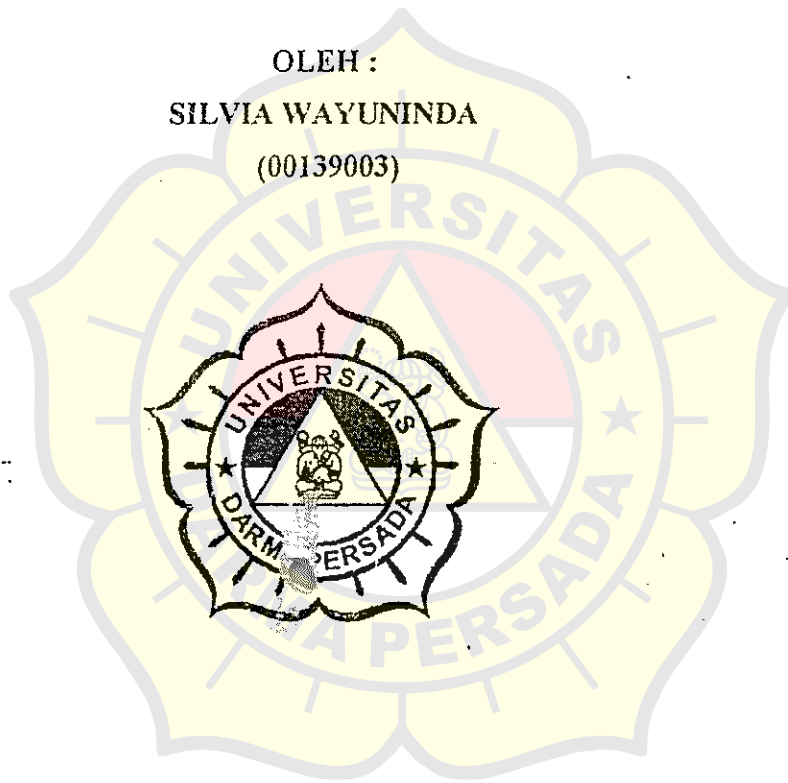 OLEH :
SILVIA WAYUNINDA
(00139003)
UNIVERSITAS
DARMA PERSADA
UNIVERSITAS
DARMA PERSADA